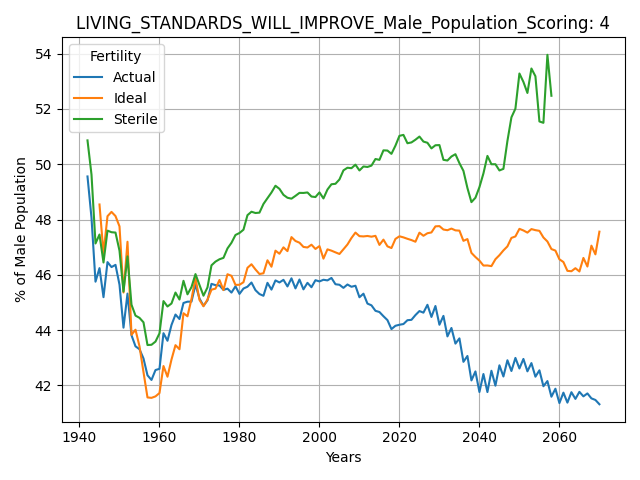 LIVING_STANDARDS_WILL_IMPROVE_Male_Population_Scoring: 4
Fertility
Actual
Ideal
Sterile
% of Male Population
54
52
50
48
46
44
42
1940 1960 1980 2000 2020 2040 2060
Years